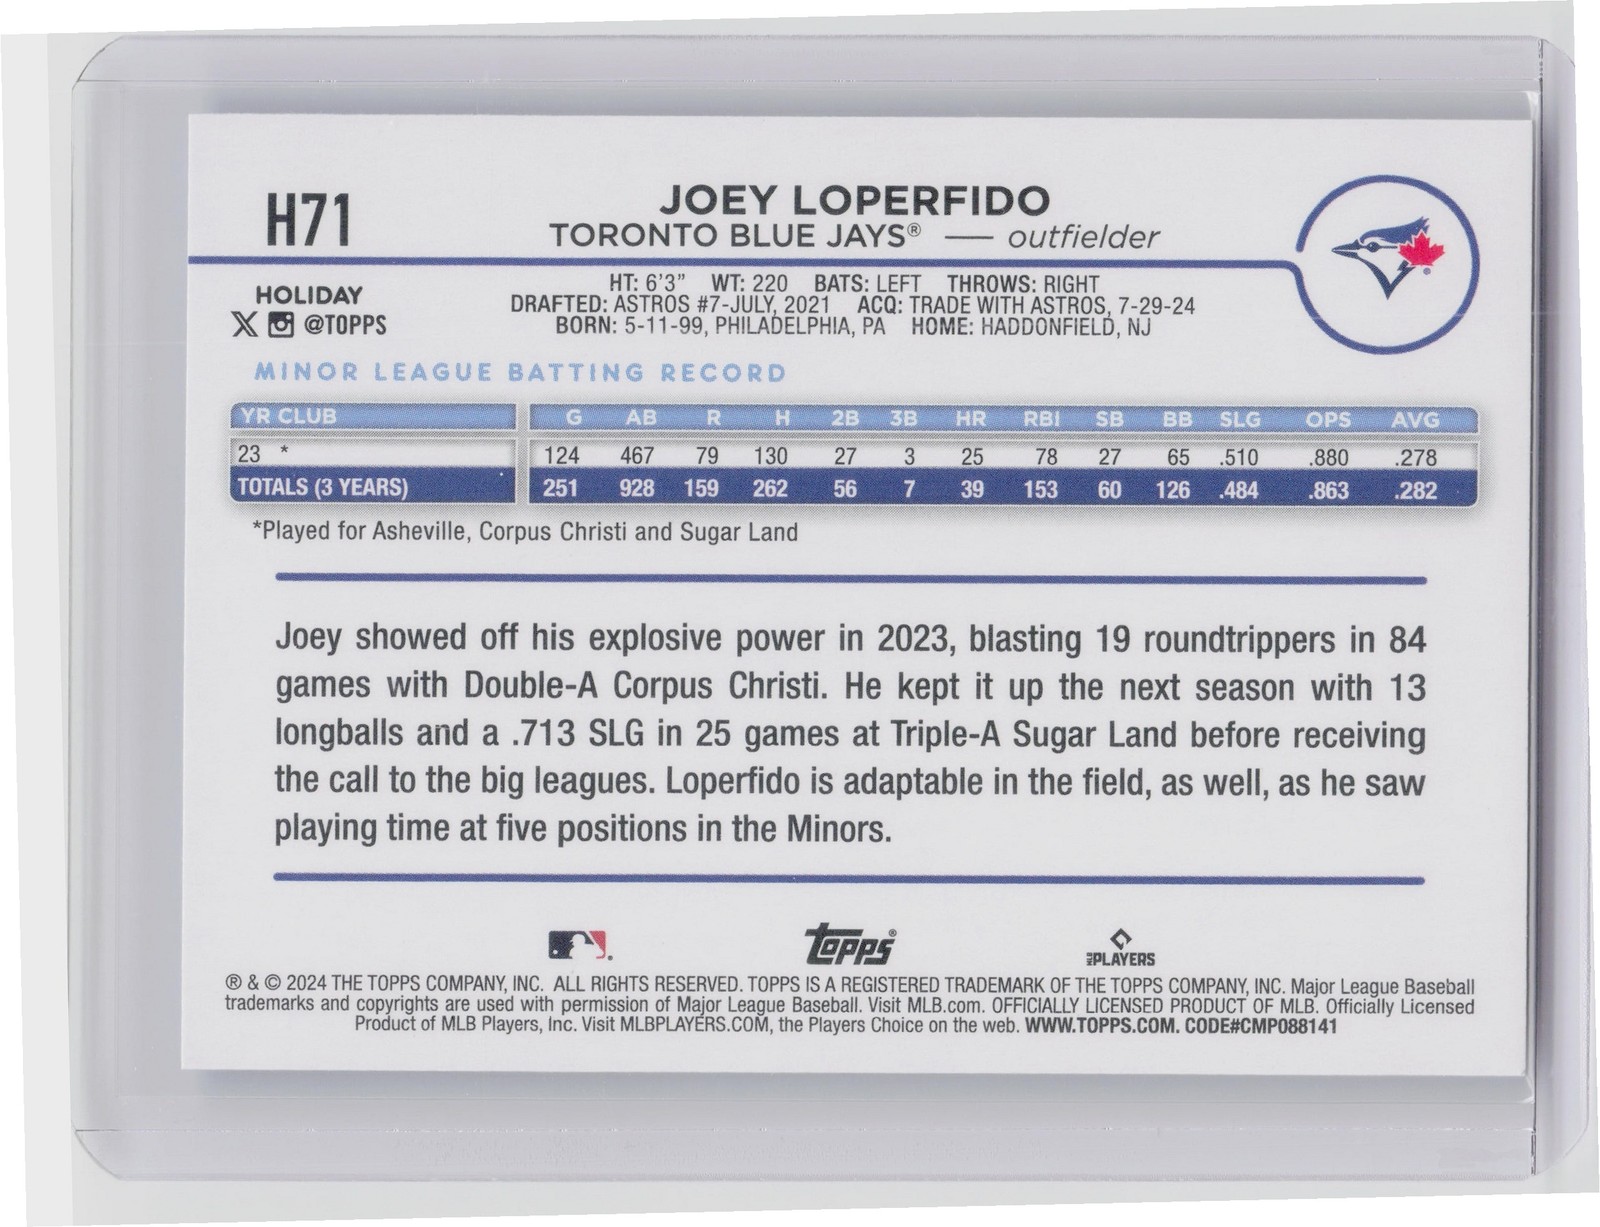 H71
JOEY LOPERFIDO
TORONTO BLUE JAYS® — outfielder
HOLIDAY
@TOPPS
HT: 6'3" WT: 220 BATS: LEFT THROWS: RIGHT
DRAFTED: ASTROS #7-JULY, 2021 ACQ: TRADE WITH ASTROS, 7-29-24
BORN: 5-11-99, PHILADELPHIA, PA HOME: HADDONFIELD, NJ
MINOR LEAGUE BATTING RECORD
YR CLUB G AB R H 2B 3B HR RBI SB BB SLG OPS AVG
23 * 124 467 79 130 27 3 25 78 27 65 .510 .880 .278
TOTALS (3 YEARS) 251 928 159 262 56 7 39 153 60 126 .484 .863 .282
*Played for Asheville, Corpus Christi and Sugar Land
Joey showed off his explosive power in 2023, blasting 19 roundtrippers in 84
games with Double-A Corpus Christi. He kept it up the next season with 13
longballs and a .713 SLG in 25 games at Triple-A Sugar Land before receiving
the call to the big leagues. Loperfido is adaptable in the field, as well, as he saw
playing time at five positions in the Minors.
Topps®
MLB PLAYERS
® & © 2024 THE TOPPS COMPANY, INC. ALL RIGHTS RESERVED. TOPPS IS A REGISTERED TRADEMARK OF THE TOPPS COMPANY, INC. Major League Baseball
trademarks and copyrights are used with permission of Major League Baseball. Visit MLB.com. OFFICIALLY LICENSED PRODUCT OF MLB. Officially Licensed
Product of MLB Players, Inc. Visit MLBPLAYERS.COM, the Players Choice on the web. WWW.TOPPS.COM. CODE#CMP088141